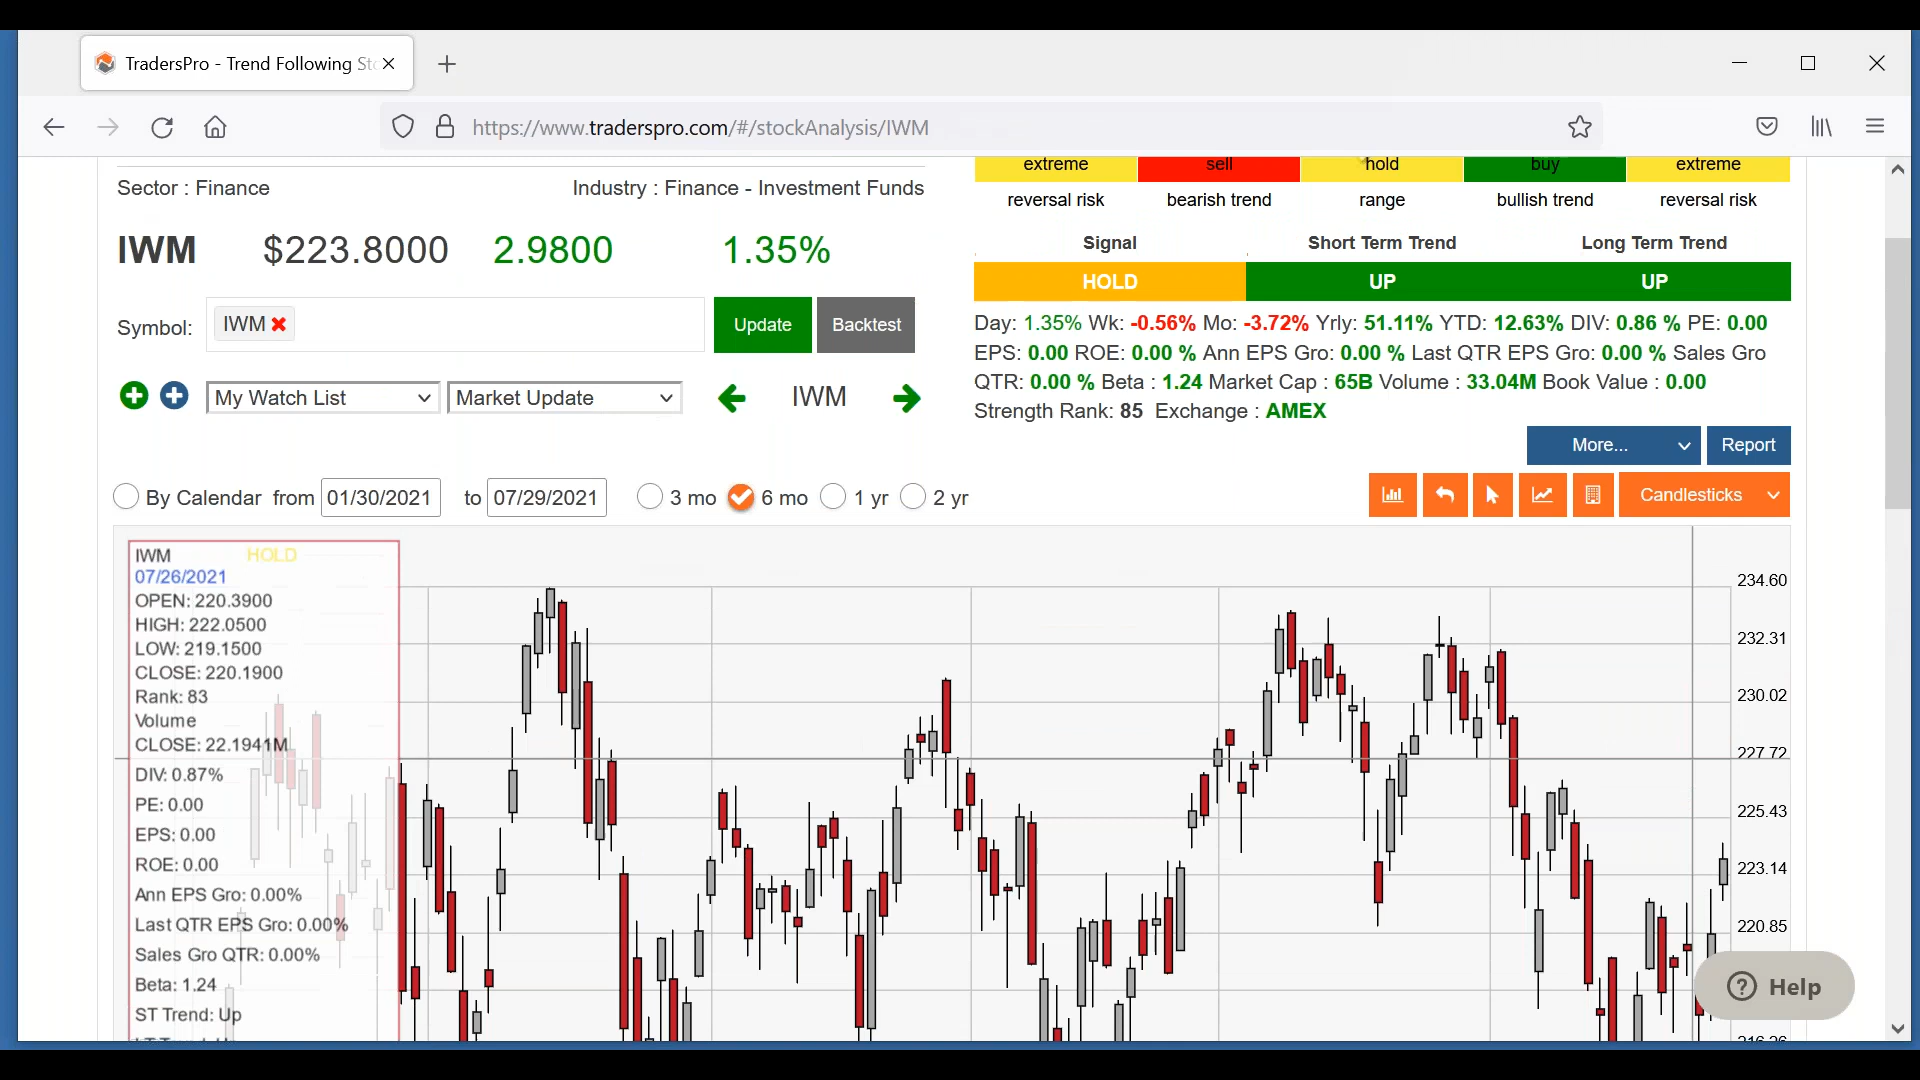 TradersPro - Trend Following Sto
https://www.traderspro.com/#/stockAnalysis/IWM
Sector : Finance
Industry : Finance - Investment Funds
extreme sell hold buy extreme
reversal risk bearish trend range bullish trend reversal risk
IWM $223.8000 2.9800 1.35%
Signal Short Term Trend Long Term Trend
HOLD UP UP
Symbol: IWM Update Backtest
Day: 1.35% Wk: -0.56% Mo: -3.72% Yrly: 51.11% YTD: 12.63% DIV: 0.86 % PE: 0.00
EPS: 0.00 ROE: 0.00 % Ann EPS Gro: 0.00 % Last QTR EPS Gro: 0.00 % Sales Gro
QTR: 0.00 % Beta : 1.24 Market Cap : 65B Volume : 33.04M Book Value : 0.00
Strength Rank: 85 Exchange : AMEX
My Watch List Market Update IWM
More... Report
By Calendar from 01/30/2021 to 07/29/2021 3 mo 6 mo 1 yr 2 yr
Candlesticks
IWM HOLD
07/26/2021
OPEN: 220.3900
HIGH: 222.0500
LOW: 219.1500
CLOSE: 220.1900
Rank: 83
Volume
CLOSE: 22.1941M
DIV: 0.87%
PE: 0.00
EPS: 0.00
ROE: 0.00
Ann EPS Gro: 0.00%
Last QTR EPS Gro: 0.00%
Sales Gro QTR: 0.00%
Beta: 1.24
ST Trend: Up
234.60
232.31
230.02
227.72
225.43
223.14
220.85
Help